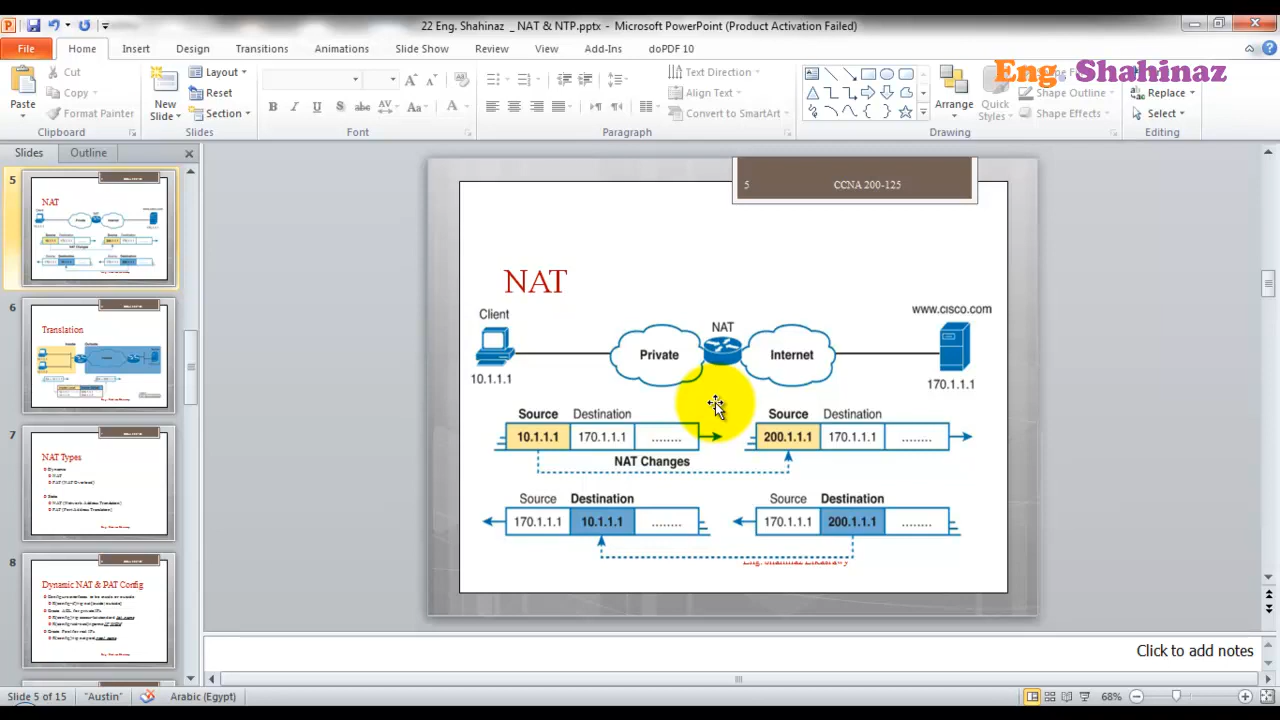 22 Eng. Shahinaz _ NAT & NTP.pptx - Microsoft PowerPoint (Product Activation Failed)
File Home Insert Design Transitions Animations Slide Show Review View Add-Ins doPDF 10
Eng. Shahinaz
Paste Cut Copy Format Painter
New Slide Layout Reset Section
B I U S abc AV Aa A
Text Direction Align Text Convert to SmartArt
Arrange Quick Styles Shape Outline Shape Effects
Replace Select
Clipboard Slides Font Paragraph Drawing Editing
Slides Outline
5
NAT
6
Translation
7
NAT Types
8
Dynamic NAT & PAT Config
5 CCNA 200-125
NAT
Client
www.cisco.com
NAT
Private
Internet
10.1.1.1
170.1.1.1
Source Destination
Source Destination
10.1.1.1 170.1.1.1 ........
200.1.1.1 170.1.1.1 ........
NAT Changes
Source Destination
Source Destination
170.1.1.1 10.1.1.1 ........
170.1.1.1 200.1.1.1 ........
Click to add notes
Slide 5 of 15 "Austin" Arabic (Egypt) 68%